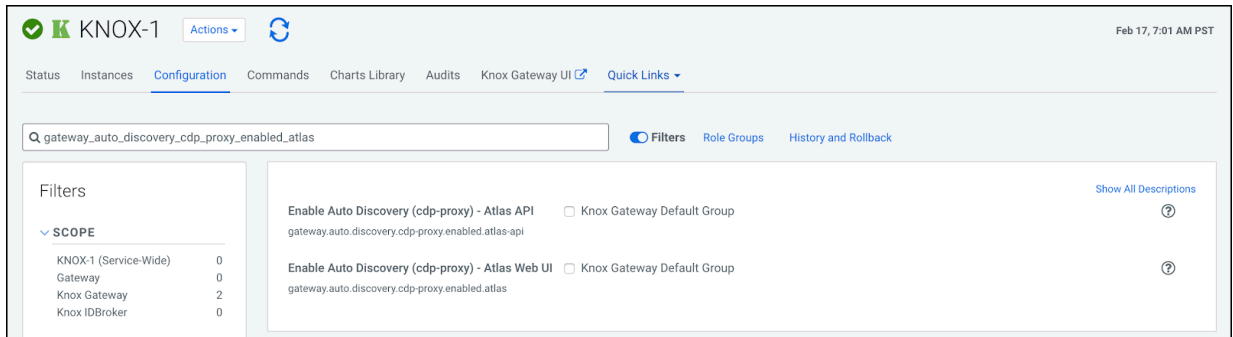 K KNOX-1 Actions
Feb 17, 7:01 AM PST
Status Instances Configuration Commands Charts Library Audits Knox Gateway UI Quick Links
gateway_auto_discovery_cdp_proxy_enabled_atlas
Filters Role Groups History and Rollback
Filters
SCOPE
KNOX-1 (Service-Wide) 0
Gateway 0
Knox Gateway 2
Knox IDBroker 0
Show All Descriptions
Enable Auto Discovery (cdp-proxy) - Atlas API Knox Gateway Default Group ?
gateway.auto.discovery.cdp-proxy.enabled.atlas-api
Enable Auto Discovery (cdp-proxy) - Atlas Web UI Knox Gateway Default Group ?
gateway.auto.discovery.cdp-proxy.enabled.atlas